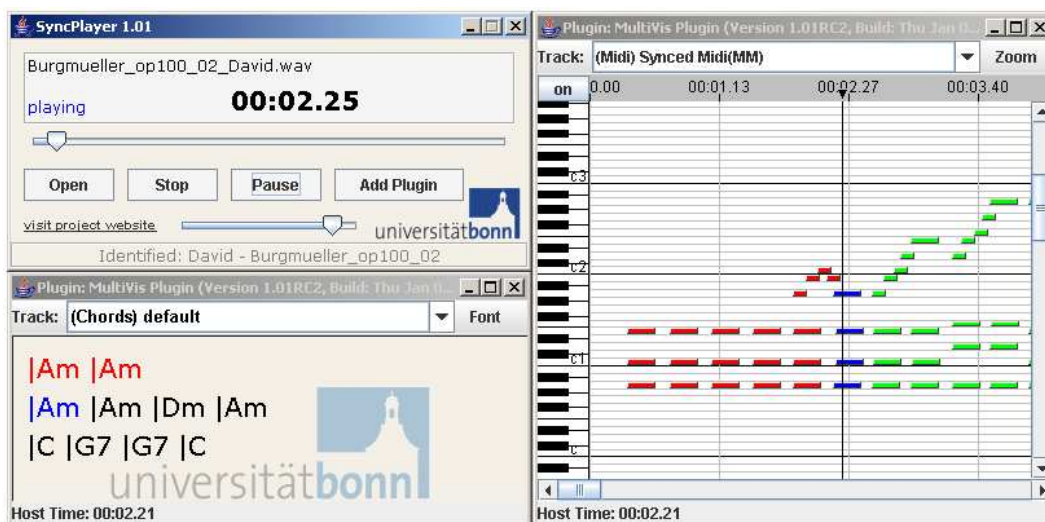 SyncPlayer 1.01
Burgmueller_op100_02_David.wav
playing 00:02.25
Open Stop Pause Add Plugin
visit project website
universitätbonn
Identified: David - Burgmueller_op100_02
Plugin: MultiVis Plugin (Version 1.01RC2, Build: Thu Jan 0...
Track: (Chords) default Font
|Am |Am
|Am |Am |Dm |Am
|C |G7 |G7 |C
universitätbonn
Host Time: 00:02.21
Plugin: MultiVis Plugin (Version 1.01RC2, Build: Thu Jan 0...
Track: (Midi) Synced Midi(MM) Zoom
on 0.00 00:01.13 00:02.27 00:03.40
c3
c2
c1
c
Host Time: 00:02.21